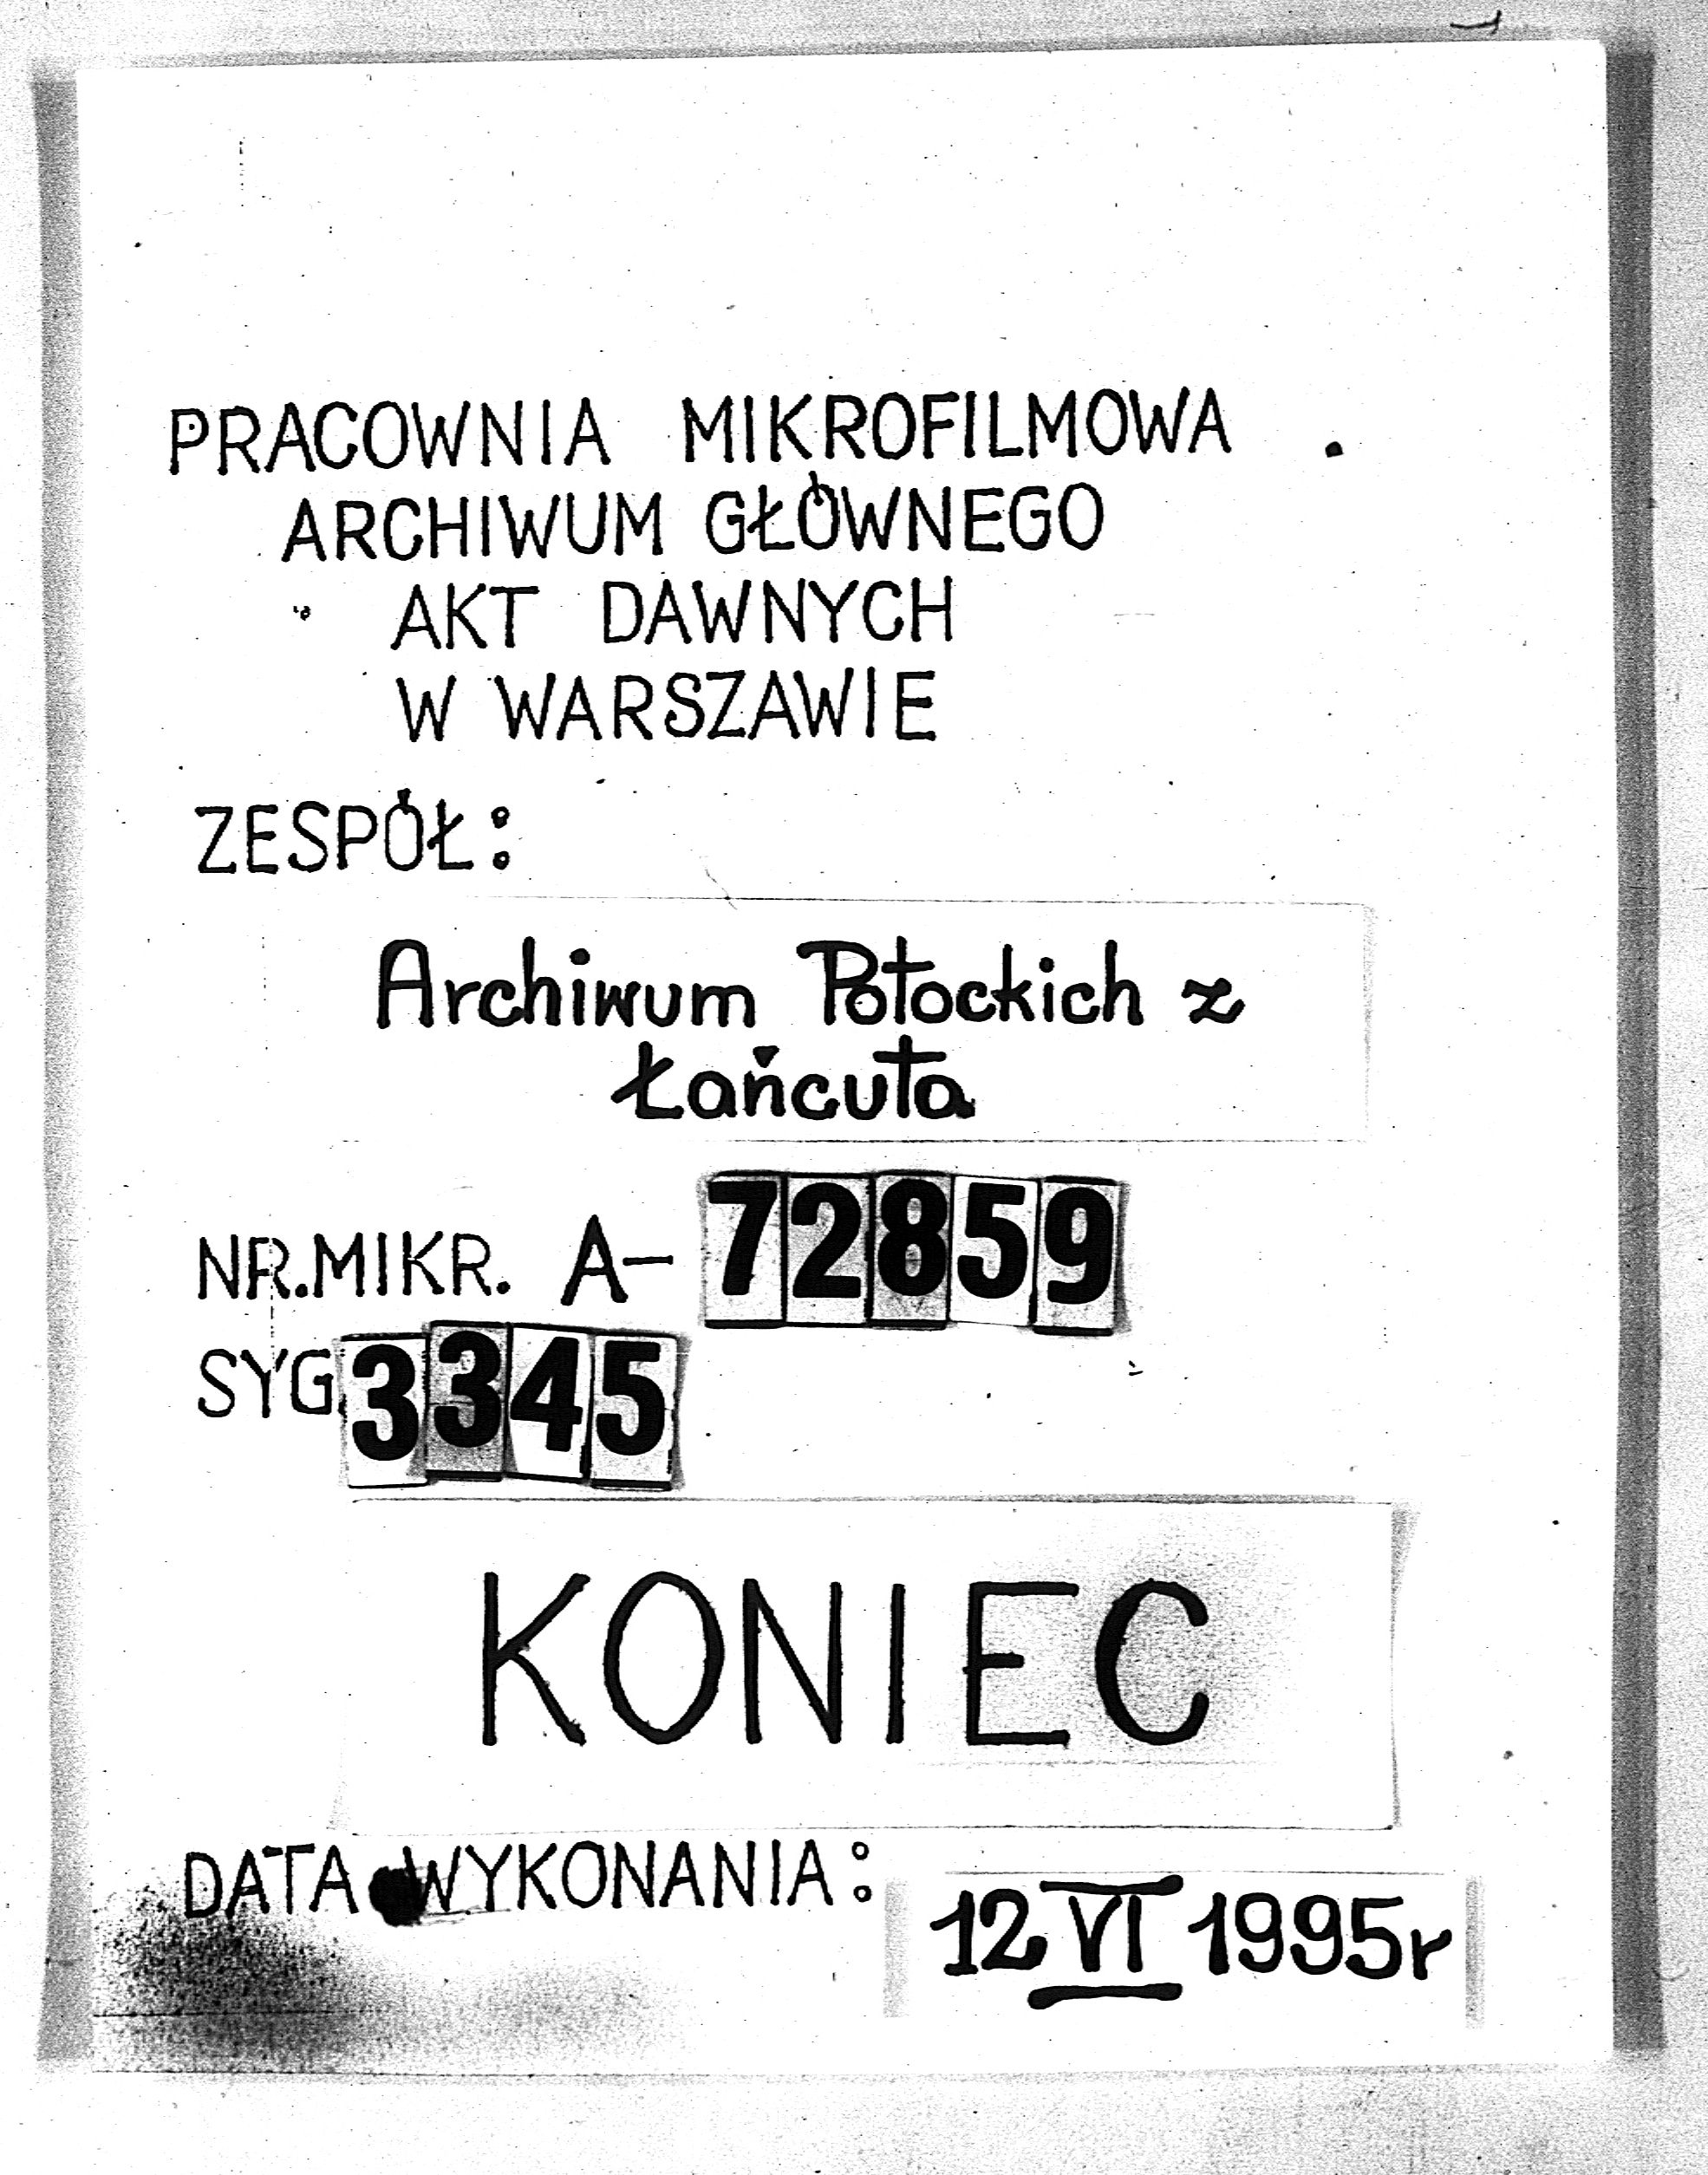 PRACOWNIA MIKROFILMOWA
ARCHIWUM GŁÓWNEGO
AKT DAWNYCH
W WARSZAWIE
ZESPÓŁ:
Archiwum Potockich z
Łańcuta
NR.MIKR. A- 72859
SYG. 3345
KONIEC
DATA WYKONANIA: 12 VI 1995r